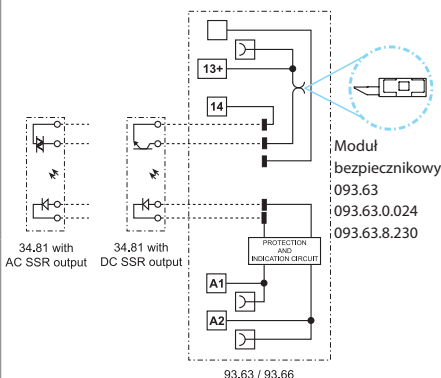 13+
14
Moduł
bezpiecznikowy
093.63
093.63.0.024
093.63.8.230
34.81 with
AC SSR output
34.81 with
DC SSR output
PROTECTION
AND
INDICATION CIRCUIT
A1
A2
93.63 / 93.66